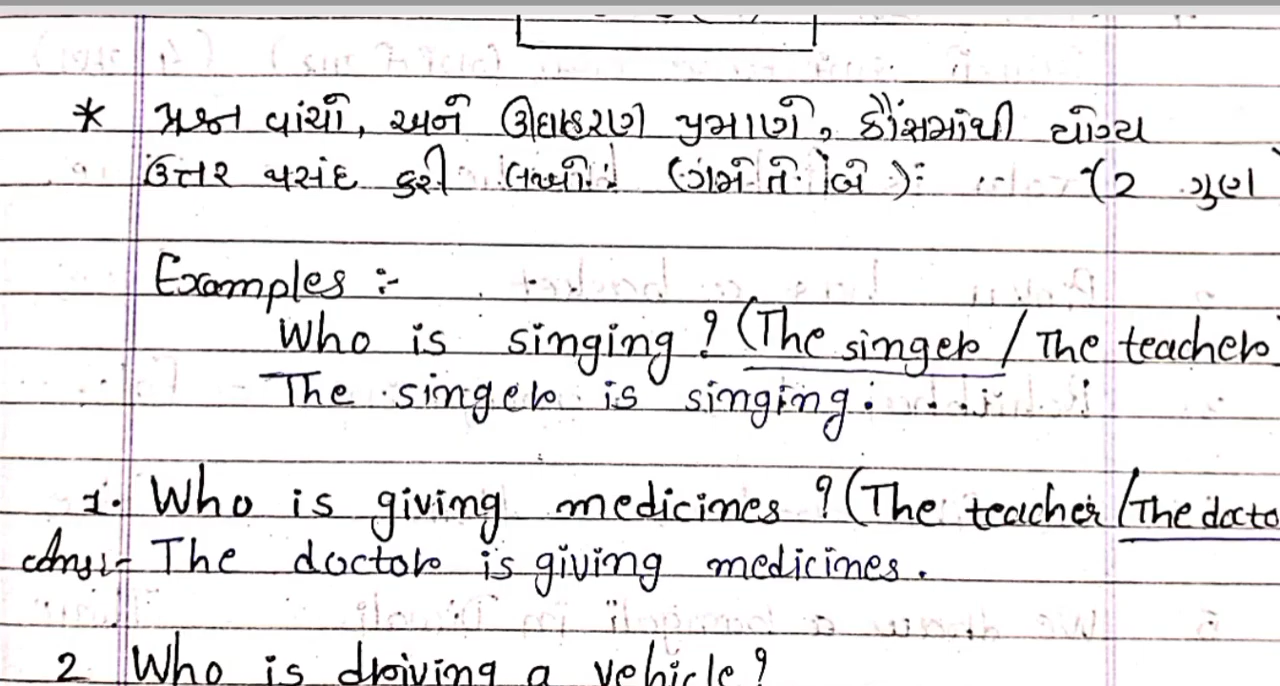 * પ્રશ્ન વાંચો, અને ઊદાહરણ પ્રમાણે, કૌંસમાંથી યોગ્ય
ઉત્તર પસંદ કરી લખો: (ગમે તે બે): (2 ગુણ
Examples :-
Who is singing? (The singer / The teacher
The singer is singing.
1. Who is giving medicines? (The teacher / The docto
Ans:- The doctor is giving medicines.
2 Who is driving a vehicle?